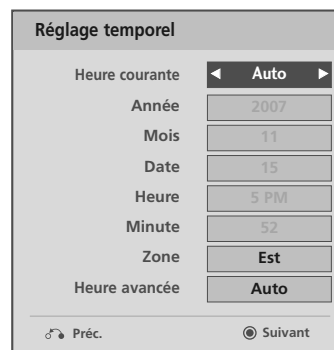 Réglage temporel
Heure courante ◀ Auto ▶
Année 2007
Mois 11
Date 15
Heure 5 PM
Minute 52
Zone Est
Heure avancée Auto
Préc. Suivant